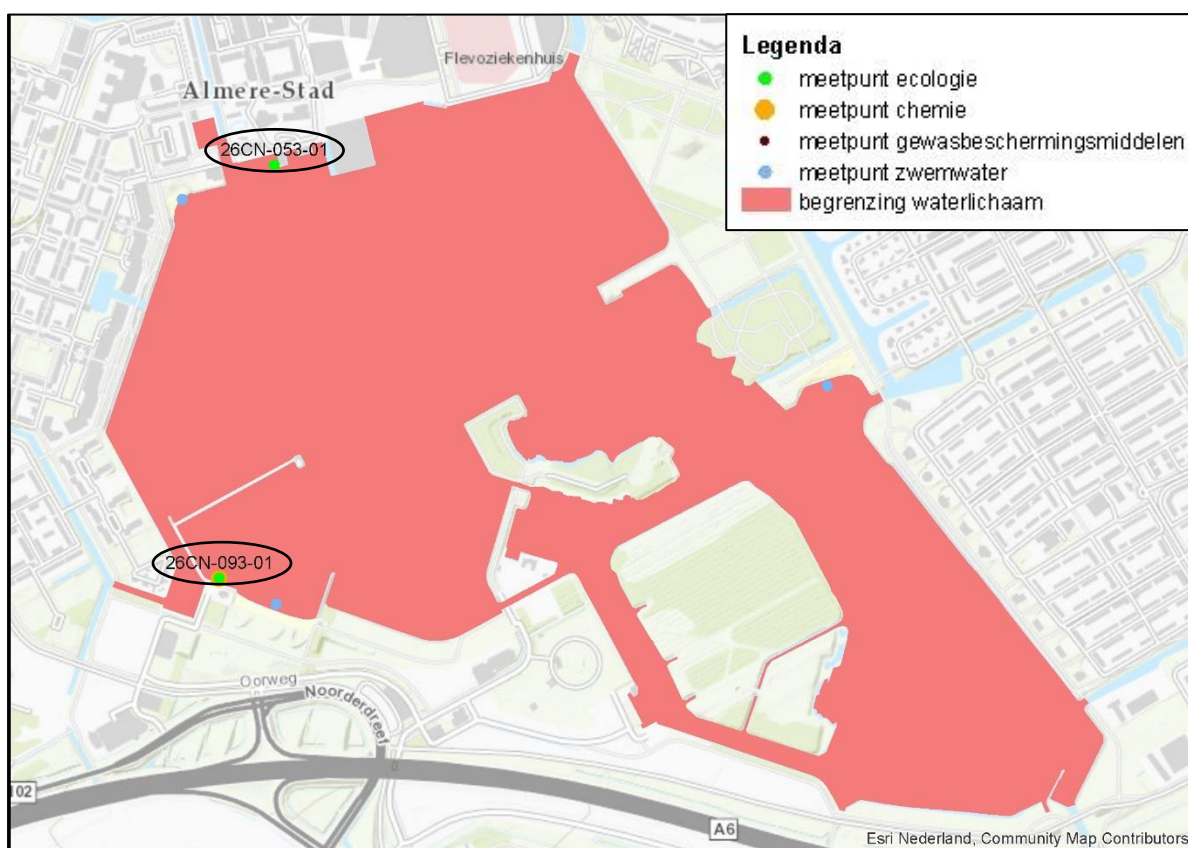 Legenda
meetpunt ecologie
meetpunt chemie
meetpunt gewasbeschermingsmiddelen
meetpunt zwemwater
begrenzing waterlichaam
Flevoziekenhuis
Almere-Stad
26CN-053-01
26CN-093-01
Oorweg
Noorderdreef
102
A6
Esri Nederland, Community Map Contributors